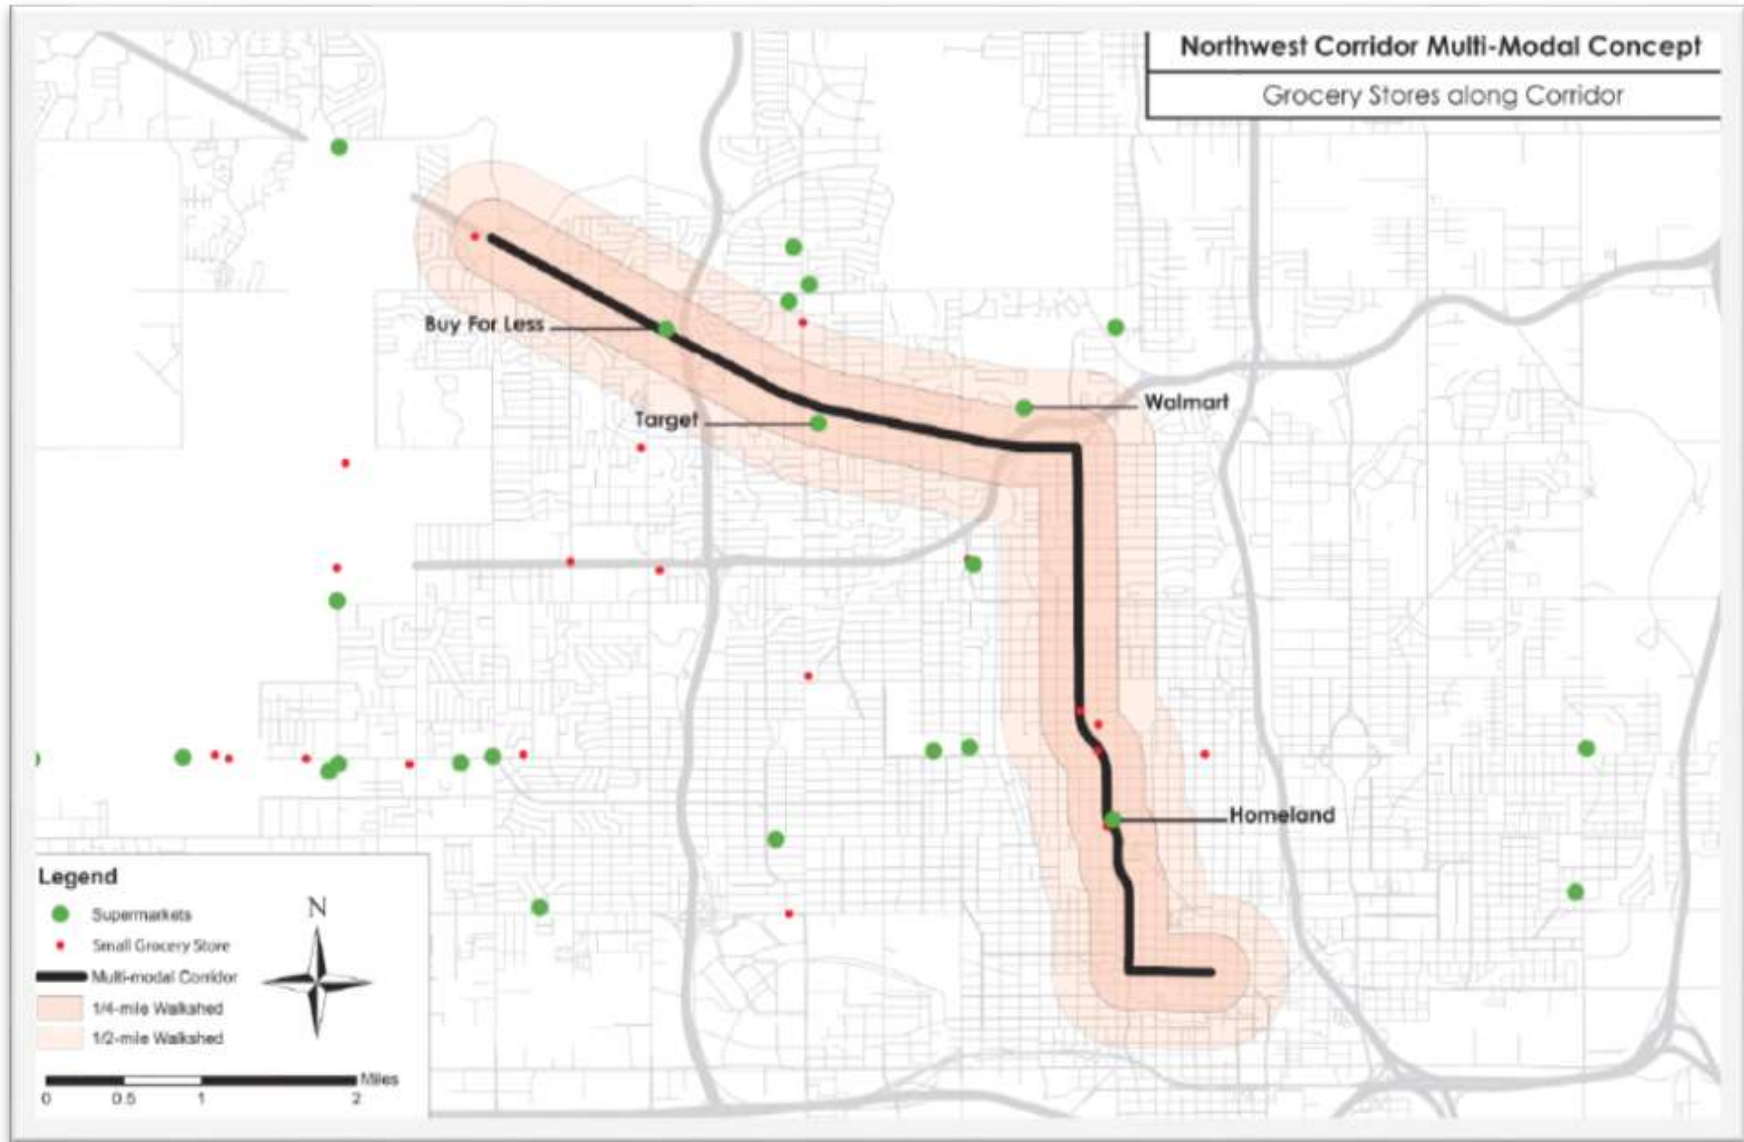 Northwest Corridor Multi-Modal Concept
Grocery Stores along Corridor
Buy For Less
Target
Walmart
Homeland
Legend
N
Supermarkets
Small Grocery Store
Multi-modal Corridor
1/4-mile Walkshed
1/2-mile Walkshed
Miles
0 0.5 1 2